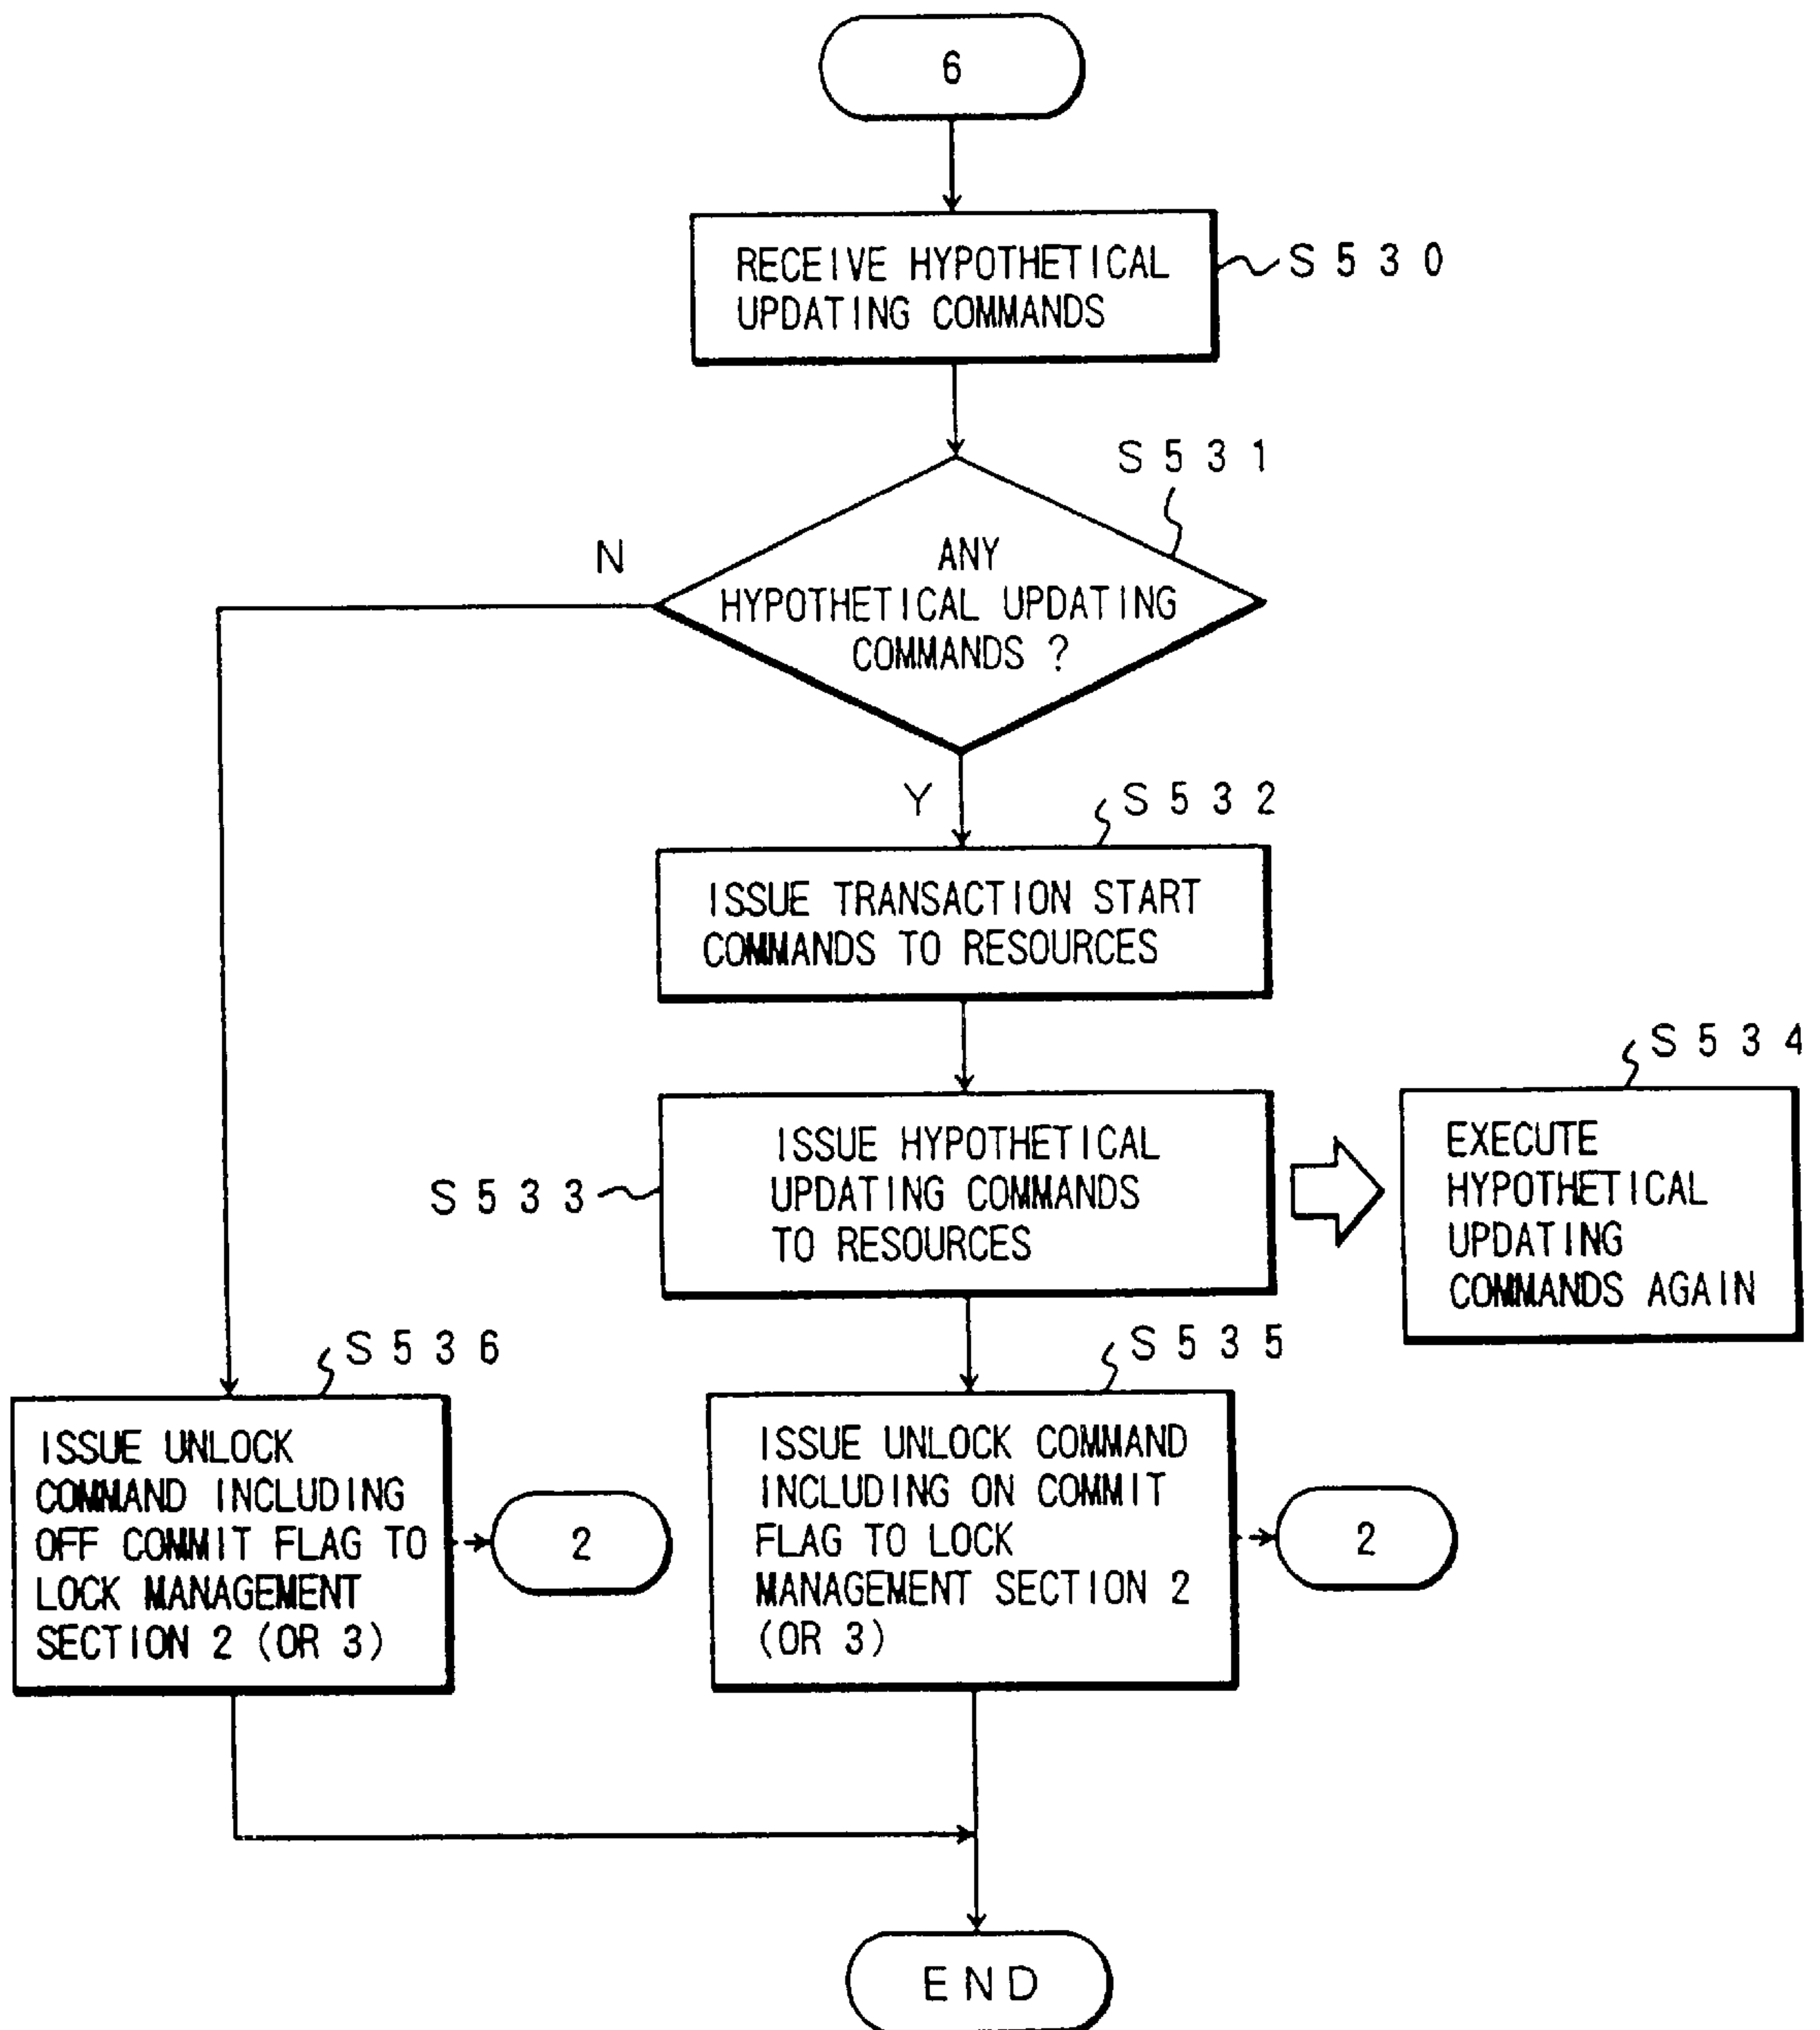 6
RECEIVE HYPOTHETICAL
UPDATING COMMANDS
S530
S531
N
ANY
HYPOTHETICAL UPDATING
COMMANDS ?
Y
S532
ISSUE TRANSACTION START
COMMANDS TO RESOURCES
S534
S533
ISSUE HYPOTHETICAL
UPDATING COMMANDS
TO RESOURCES
EXECUTE
HYPOTHETICAL
UPDATING
COMMANDS AGAIN
S536
ISSUE UNLOCK
COMMAND INCLUDING
OFF COMMIT FLAG TO
LOCK MANAGEMENT
SECTION 2 (OR 3)
2
S535
ISSUE UNLOCK COMMAND
INCLUDING ON COMMIT
FLAG TO LOCK
MANAGEMENT SECTION 2
(OR 3)
2
END